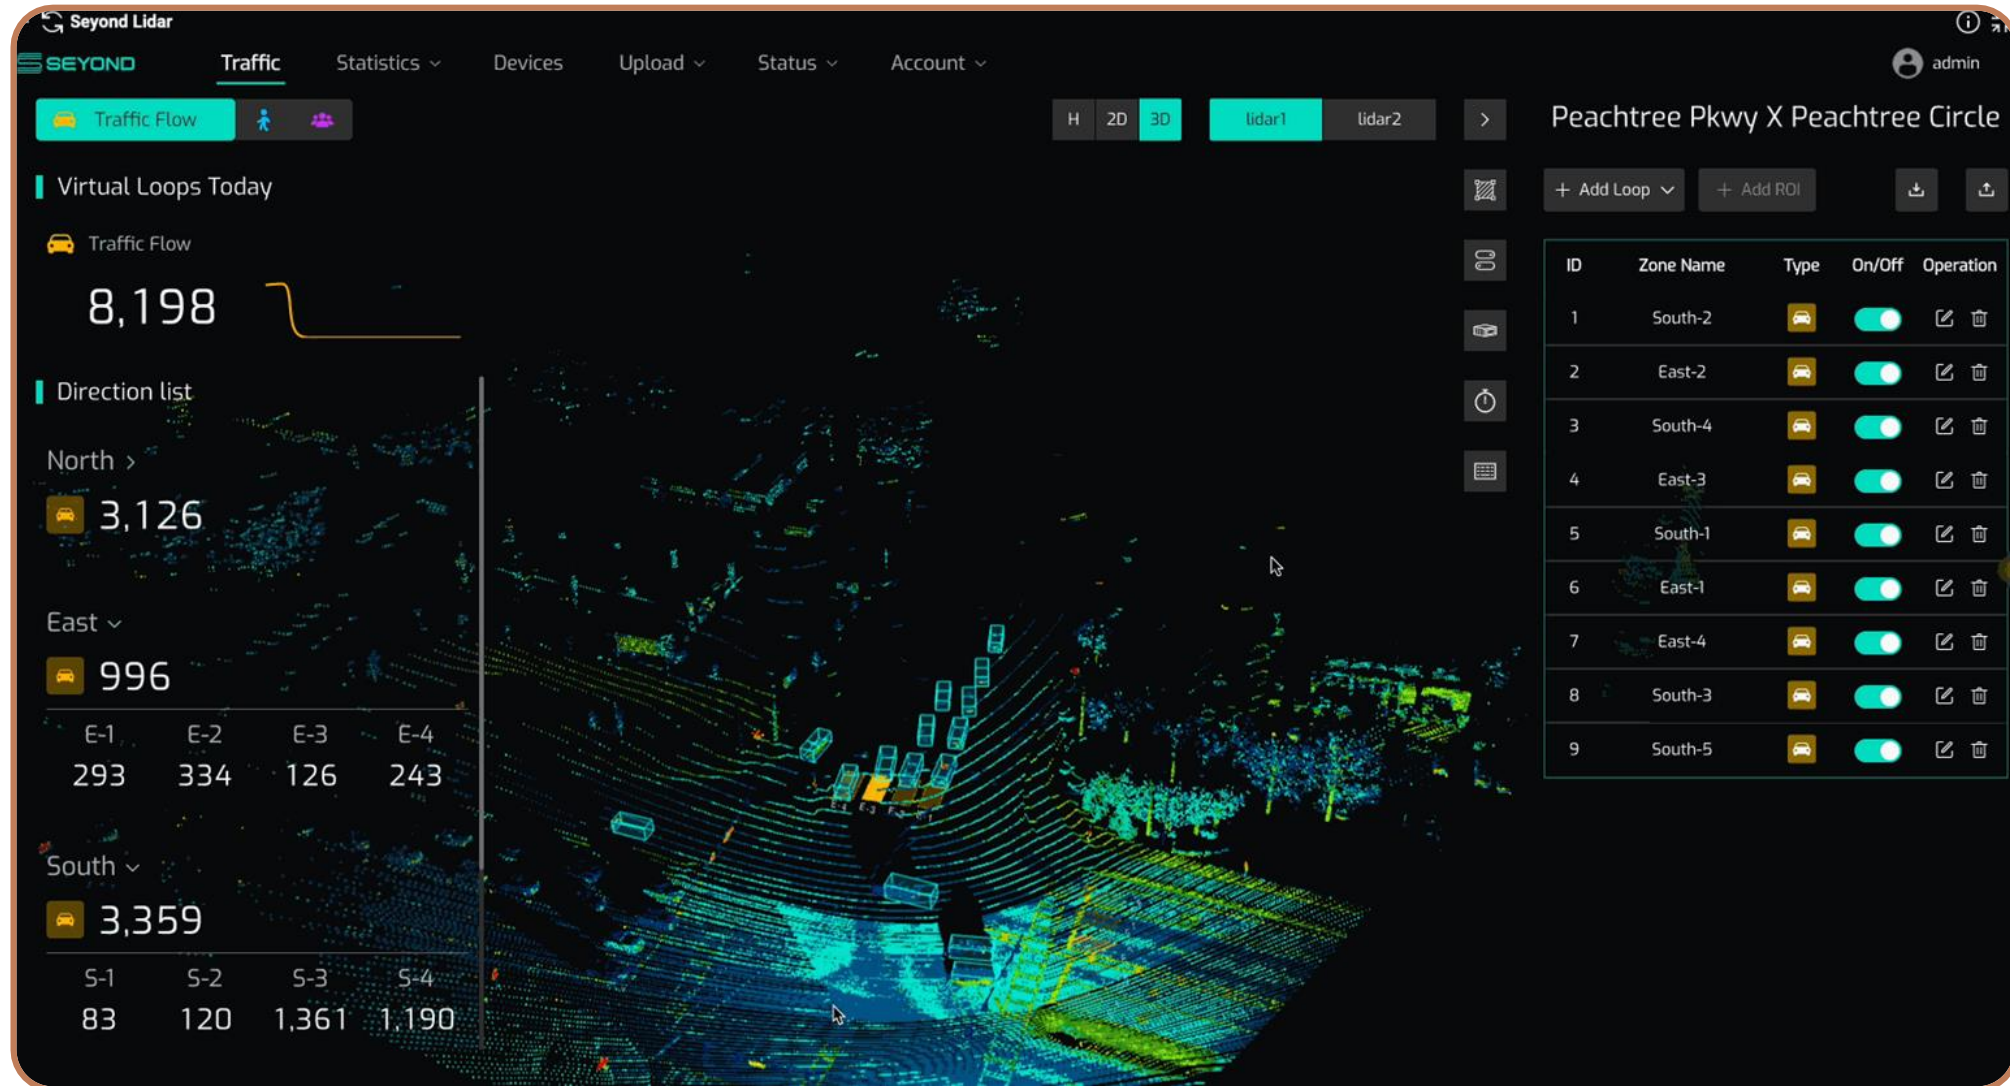 Seyond Lidar
SEYOND Traffic Statistics Devices Upload Status Account admin
Traffic Flow H 2D 3D lidar1 lidar2 Peachtree Pkwy X Peachtree Circle
Virtual Loops Today
+ Add Loop + Add ROI
Traffic Flow
8,198
Direction list
North
3,126
East
996
E-1 E-2 E-3 E-4
293 334 126 243
South
3,359
S-1 S-2 S-3 S-4
83 120 1,361 1,190
E-3
ID Zone Name Type On/Off Operation
1 South-2
2 East-2
3 South-4
4 East-3
5 South-1
6 East-1
7 East-4
8 South-3
9 South-5